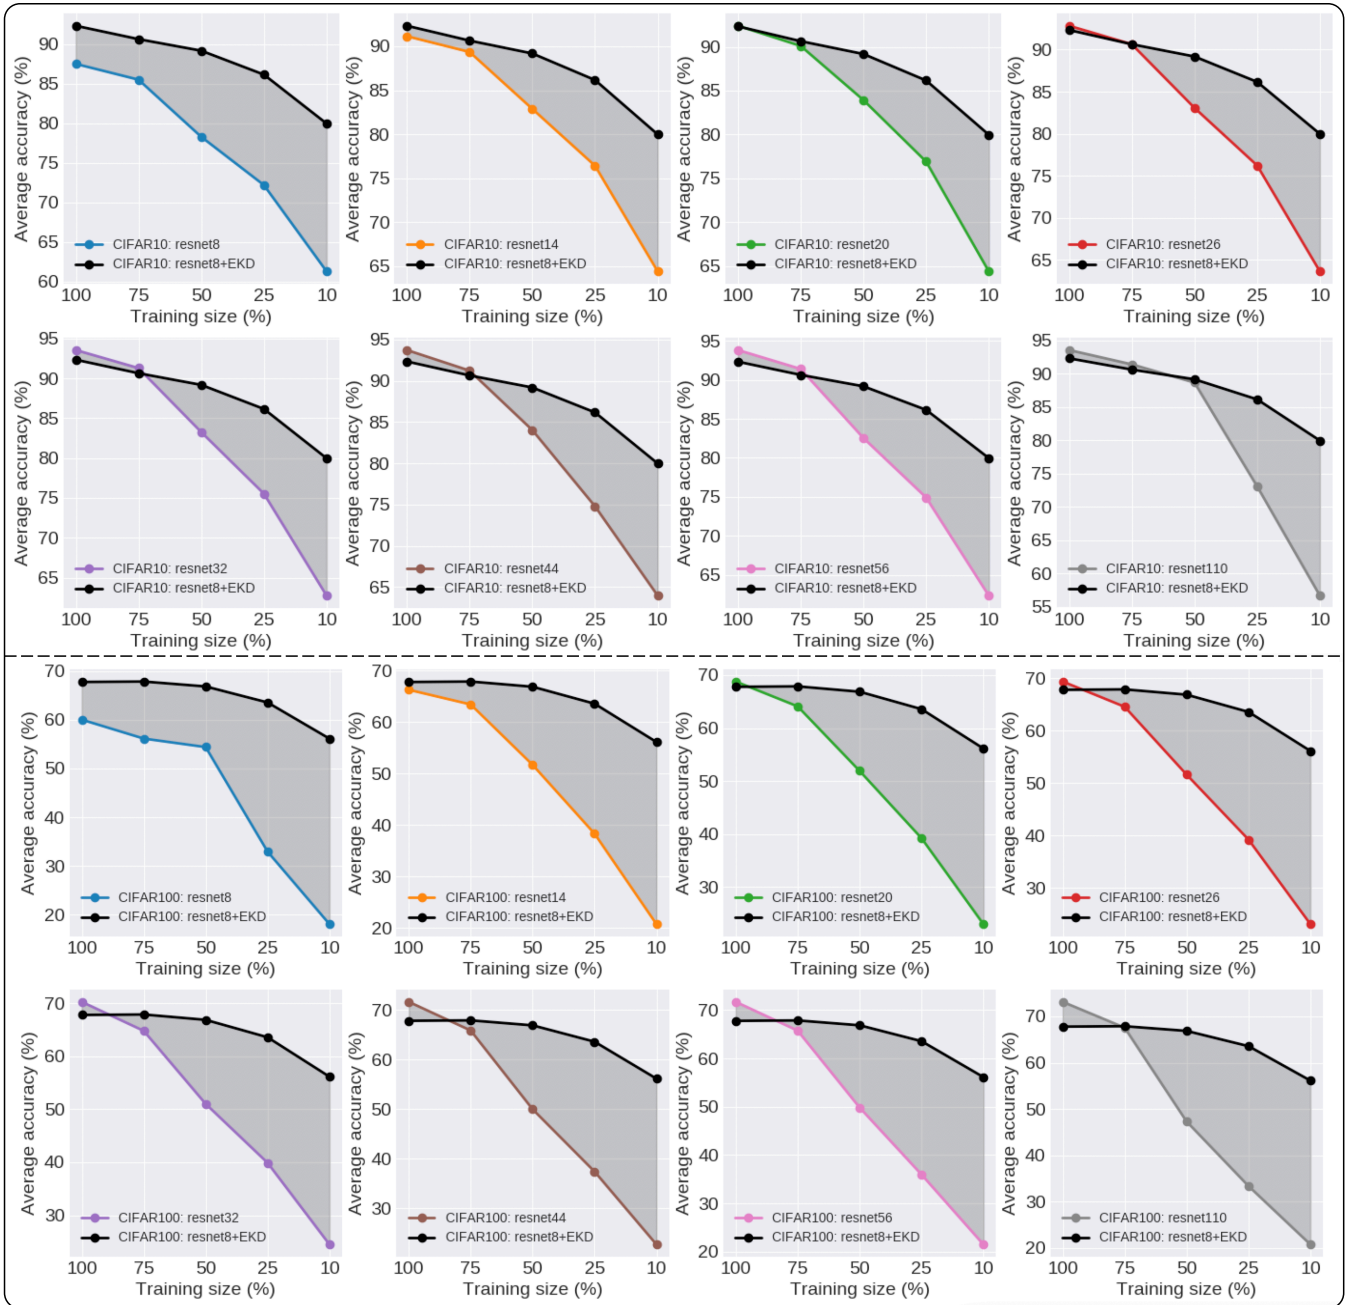 Average accuracy (%)
90
85
80
75
70
65
60
CIFAR10: resnet8
CIFAR10: resnet8+EKD
100 75 50 25 10
Training size (%)
Average accuracy (%)
90
85
80
75
70
65
CIFAR10: resnet14
CIFAR10: resnet8+EKD
100 75 50 25 10
Training size (%)
Average accuracy (%)
90
85
80
75
70
65
CIFAR10: resnet20
CIFAR10: resnet8+EKD
100 75 50 25 10
Training size (%)
Average accuracy (%)
90
85
80
75
70
65
CIFAR10: resnet26
CIFAR10: resnet8+EKD
100 75 50 25 10
Training size (%)
Average accuracy (%)
95
90
85
80
75
70
65
CIFAR10: resnet32
CIFAR10: resnet8+EKD
100 75 50 25 10
Training size (%)
Average accuracy (%)
95
90
85
80
75
70
65
CIFAR10: resnet44
CIFAR10: resnet8+EKD
100 75 50 25 10
Training size (%)
Average accuracy (%)
95
90
85
80
75
70
65
CIFAR10: resnet56
CIFAR10: resnet8+EKD
100 75 50 25 10
Training size (%)
Average accuracy (%)
95
90
85
80
75
70
65
60
55
CIFAR10: resnet110
CIFAR10: resnet8+EKD
100 75 50 25 10
Training size (%)
Average accuracy (%)
70
60
50
40
30
20
CIFAR100: resnet8
CIFAR100: resnet8+EKD
100 75 50 25 10
Training size (%)
Average accuracy (%)
70
60
50
40
30
20
CIFAR100: resnet14
CIFAR100: resnet8+EKD
100 75 50 25 10
Training size (%)
Average accuracy (%)
70
60
50
40
30
CIFAR100: resnet20
CIFAR100: resnet8+EKD
100 75 50 25 10
Training size (%)
Average accuracy (%)
70
60
50
40
30
CIFAR100: resnet26
CIFAR100: resnet8+EKD
100 75 50 25 10
Training size (%)
Average accuracy (%)
70
60
50
40
30
CIFAR100: resnet32
CIFAR100: resnet8+EKD
100 75 50 25 10
Training size (%)
Average accuracy (%)
70
60
50
40
30
CIFAR100: resnet44
CIFAR100: resnet8+EKD
100 75 50 25 10
Training size (%)
Average accuracy (%)
70
60
50
40
30
20
CIFAR100: resnet56
CIFAR100: resnet8+EKD
100 75 50 25 10
Training size (%)
Average accuracy (%)
70
60
50
40
30
20
CIFAR100: resnet110
CIFAR100: resnet8+EKD
100 75 50 25 10
Training size (%)